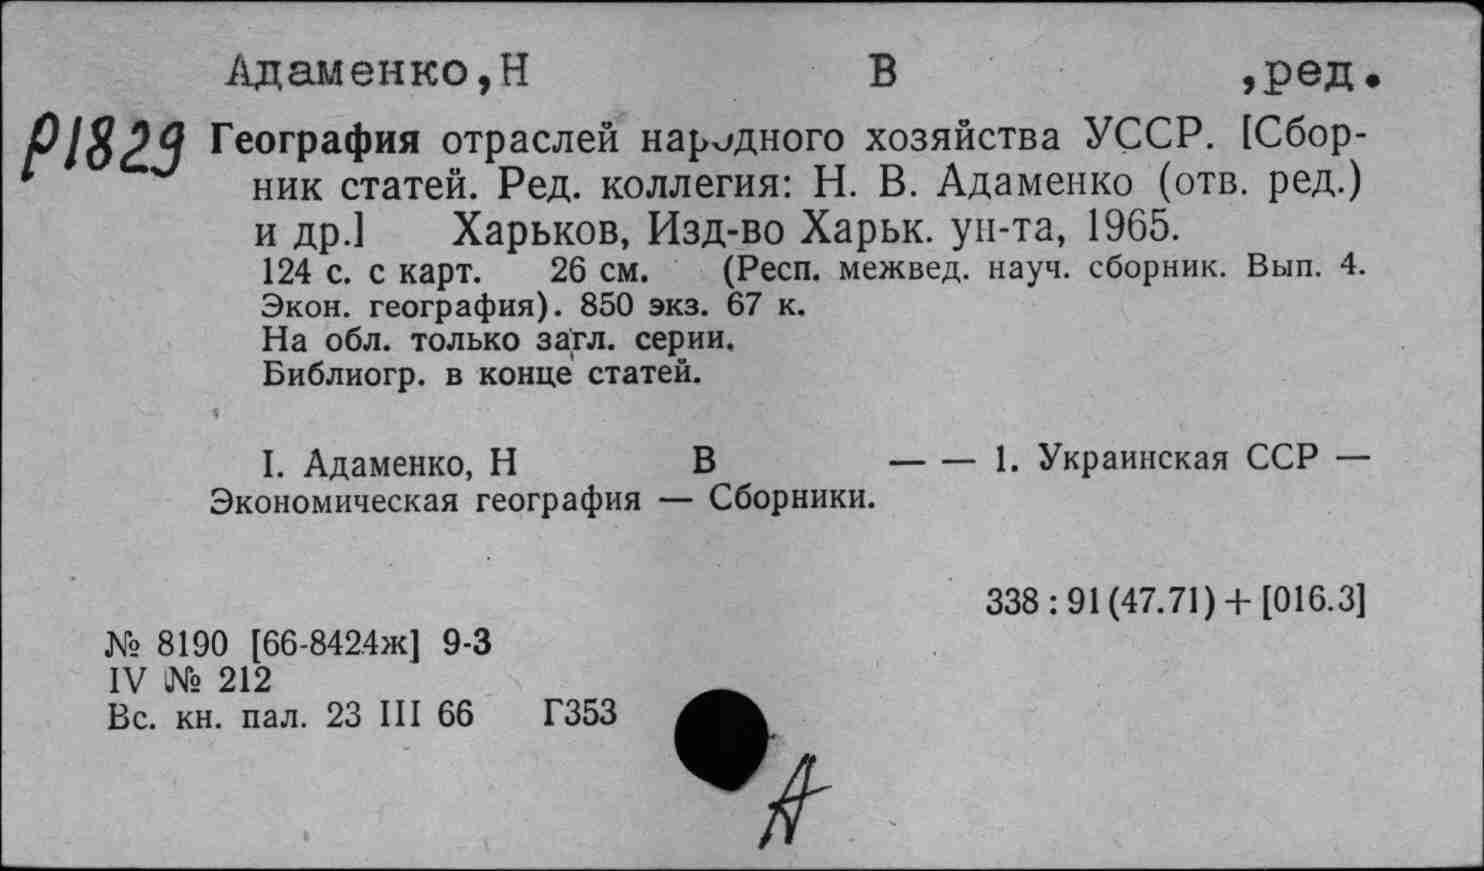 Адаменко,Н В ,ред.
Р1829 География отраслей народного хозяйства УССР. [Сбор-
ник статей. Ред. коллегия: Н. В. Адаменко (отв. ред.)
и др.] Харьков, Изд-во Харьк. ун-та, 1965.
124 с. с карт. 26 см. (Респ. межвед. науч. сборник. Вып. 4.
Экон. география). 850 экз. 67 к.
На обл. только загл. серии.
Библиогр. в конце статей.
I. Адаменко, Н В — — 1. Украинская ССР —
Экономическая география — Сборники.
338 : 91 (47.71) + [016.3]
№ 8190 [66-8424ж] 9-3
IV № 212
Вс. кн. пал. 23 III 66 Г353